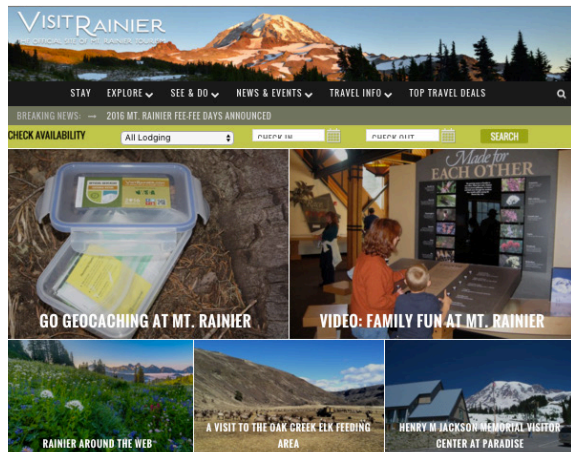 VISITRAINIER
THE OFFICIAL SITE OF MT. RAINIER TOURISM
STAY EXPLORE SEE & DO NEWS & EVENTS TRAVEL INFO TOP TRAVEL DEALS
BREAKING NEWS: → 2016 MT. RAINIER FEE-FEE DAYS ANNOUNCED
CHECK AVAILABILITY All Lodging CHECK IN CHECK OUT SEARCH
Made for
EACH OTHER
GO GEOCACHING AT MT. RAINIER
VIDEO: FAMILY FUN AT MT. RAINIER
RAINIER AROUND THE WEB
A VISIT TO THE OAK CREEK ELK FEEDING
AREA
HENRY M JACKSON MEMORIAL VISITOR
CENTER AT PARADISE